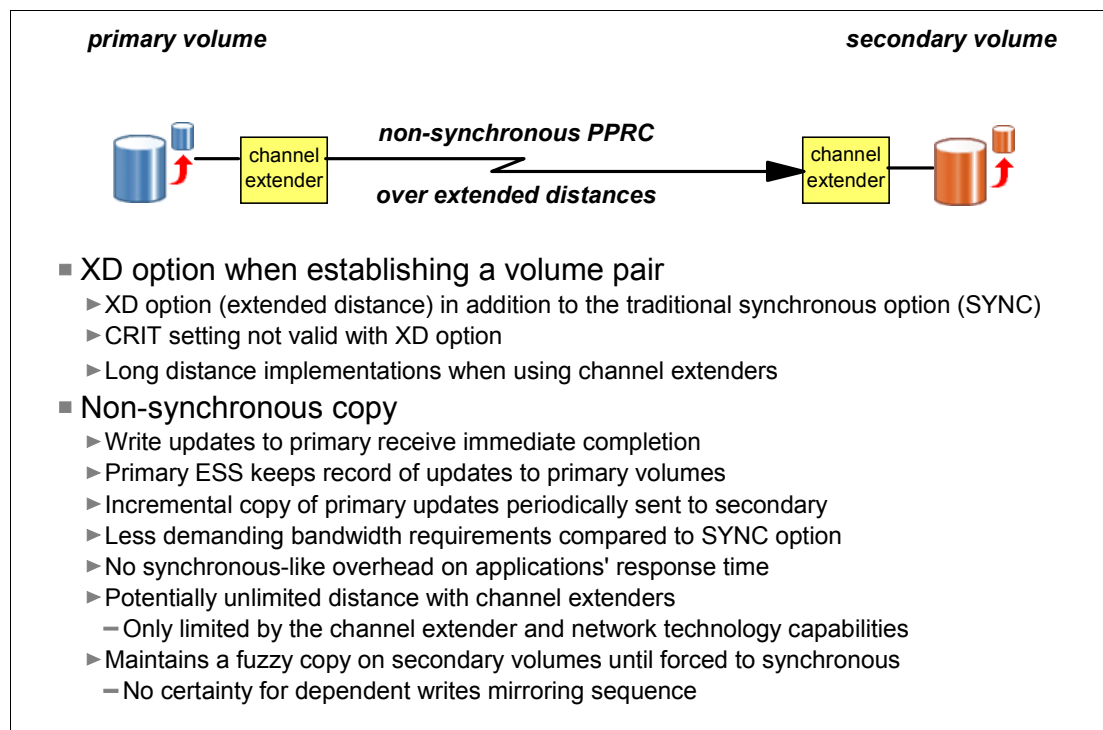 primary volume
secondary volume
non-synchronous PPRC
channel
extender
channel
extender
over extended distances
XD option when establishing a volume pair
XD option (extended distance) in addition to the traditional synchronous option (SYNC)
CRIT setting not valid with XD option
Long distance implementations when using channel extenders
Non-synchronous copy
Write updates to primary receive immediate completion
Primary ESS keeps record of updates to primary volumes
Incremental copy of primary updates periodically sent to secondary
Less demanding bandwidth requirements compared to SYNC option
No synchronous-like overhead on applications' response time
Potentially unlimited distance with channel extenders
Only limited by the channel extender and network technology capabilities
Maintains a fuzzy copy on secondary volumes until forced to synchronous
No certainty for dependent writes mirroring sequence